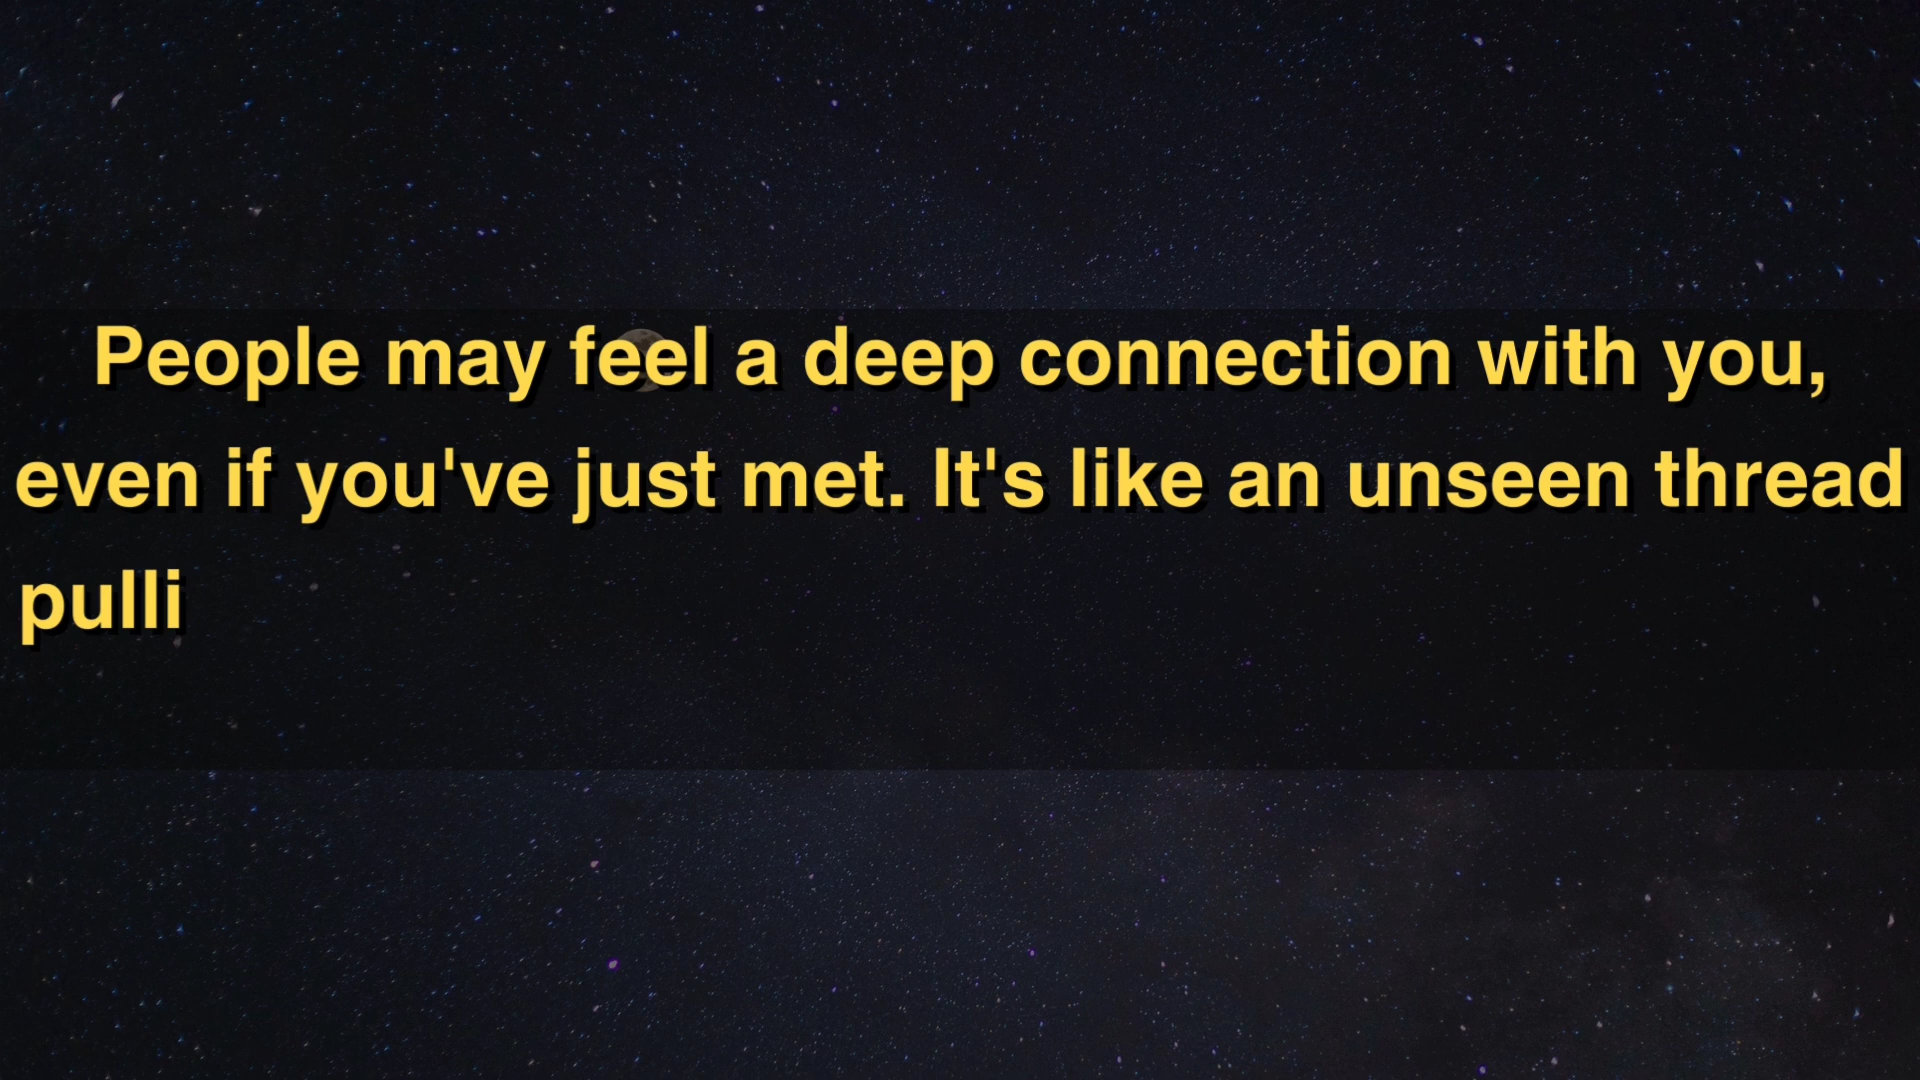 People may feel a deep connection with you,
even if you've just met. It's like an unseen thread
pulli